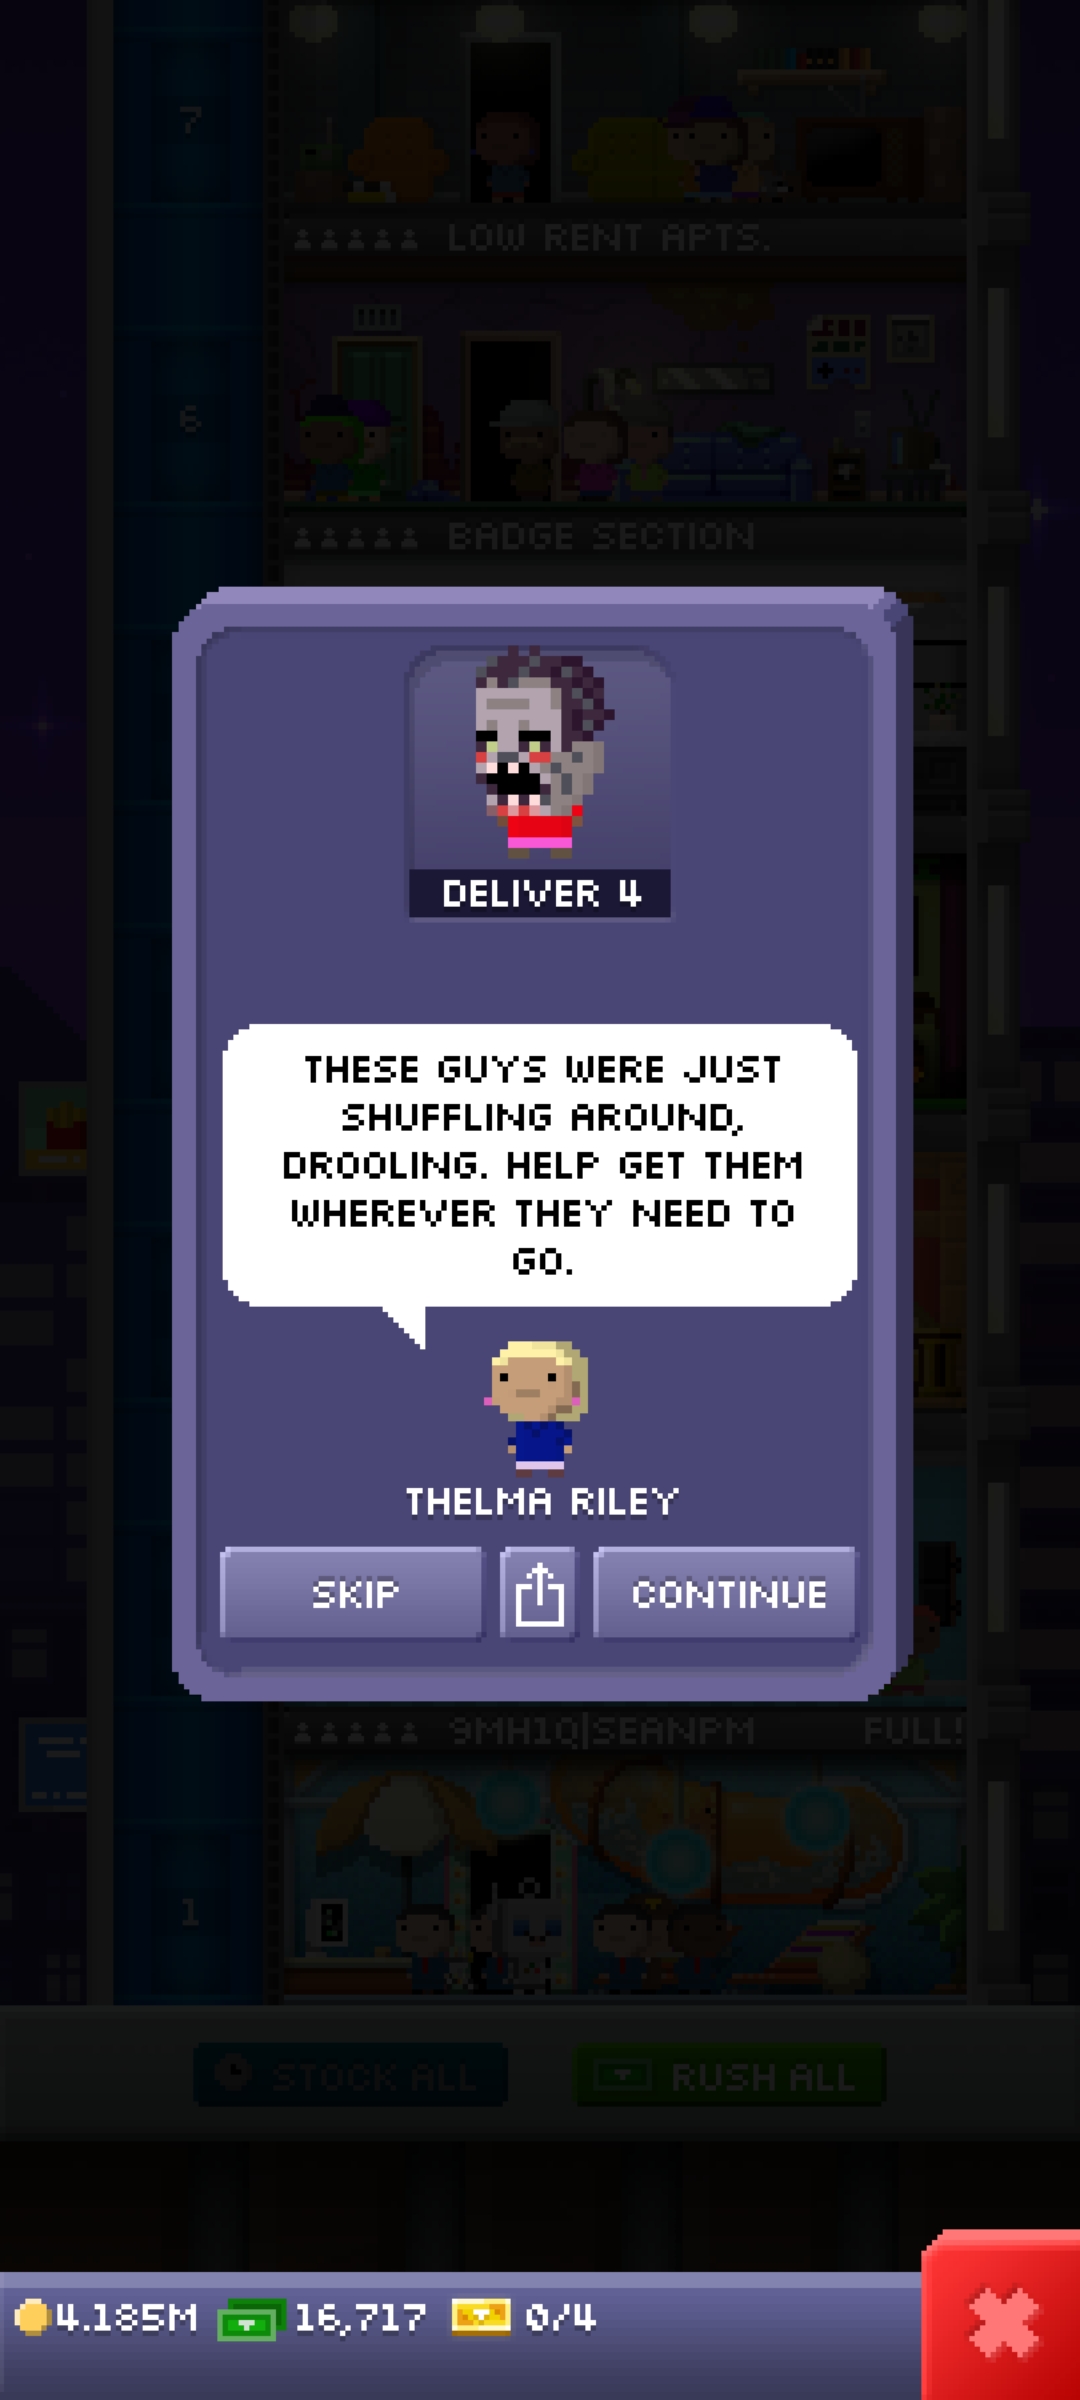 7
LOW RENT APTS.
6
BADGE SECTION
DELIVER 4
THESE GUYS WERE JUST
SHUFFLING AROUND,
DROOLING. HELP GET THEM
WHEREVER THEY NEED TO
GO.
THELMA RILEY
SKIP
CONTINUE
9MH1Q|SEANPM FULL!
1
STOCK ALL
RUSH ALL
4.185M 16,717 0/4